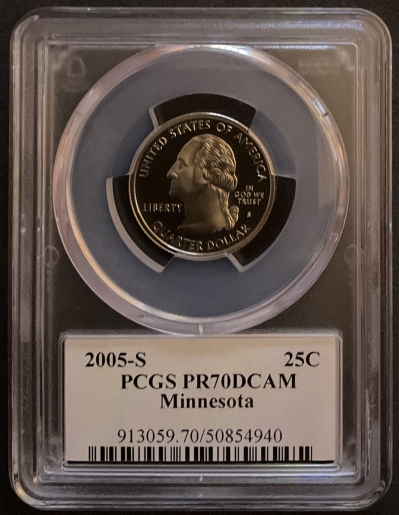 UNITED STATES OF AMERICA
LIBERTY
IN
GOD WE
TRUST
S
QUARTER DOLLAR
2005-S 25C
PCGS PR70DCAM
Minnesota
913059.70/50854940